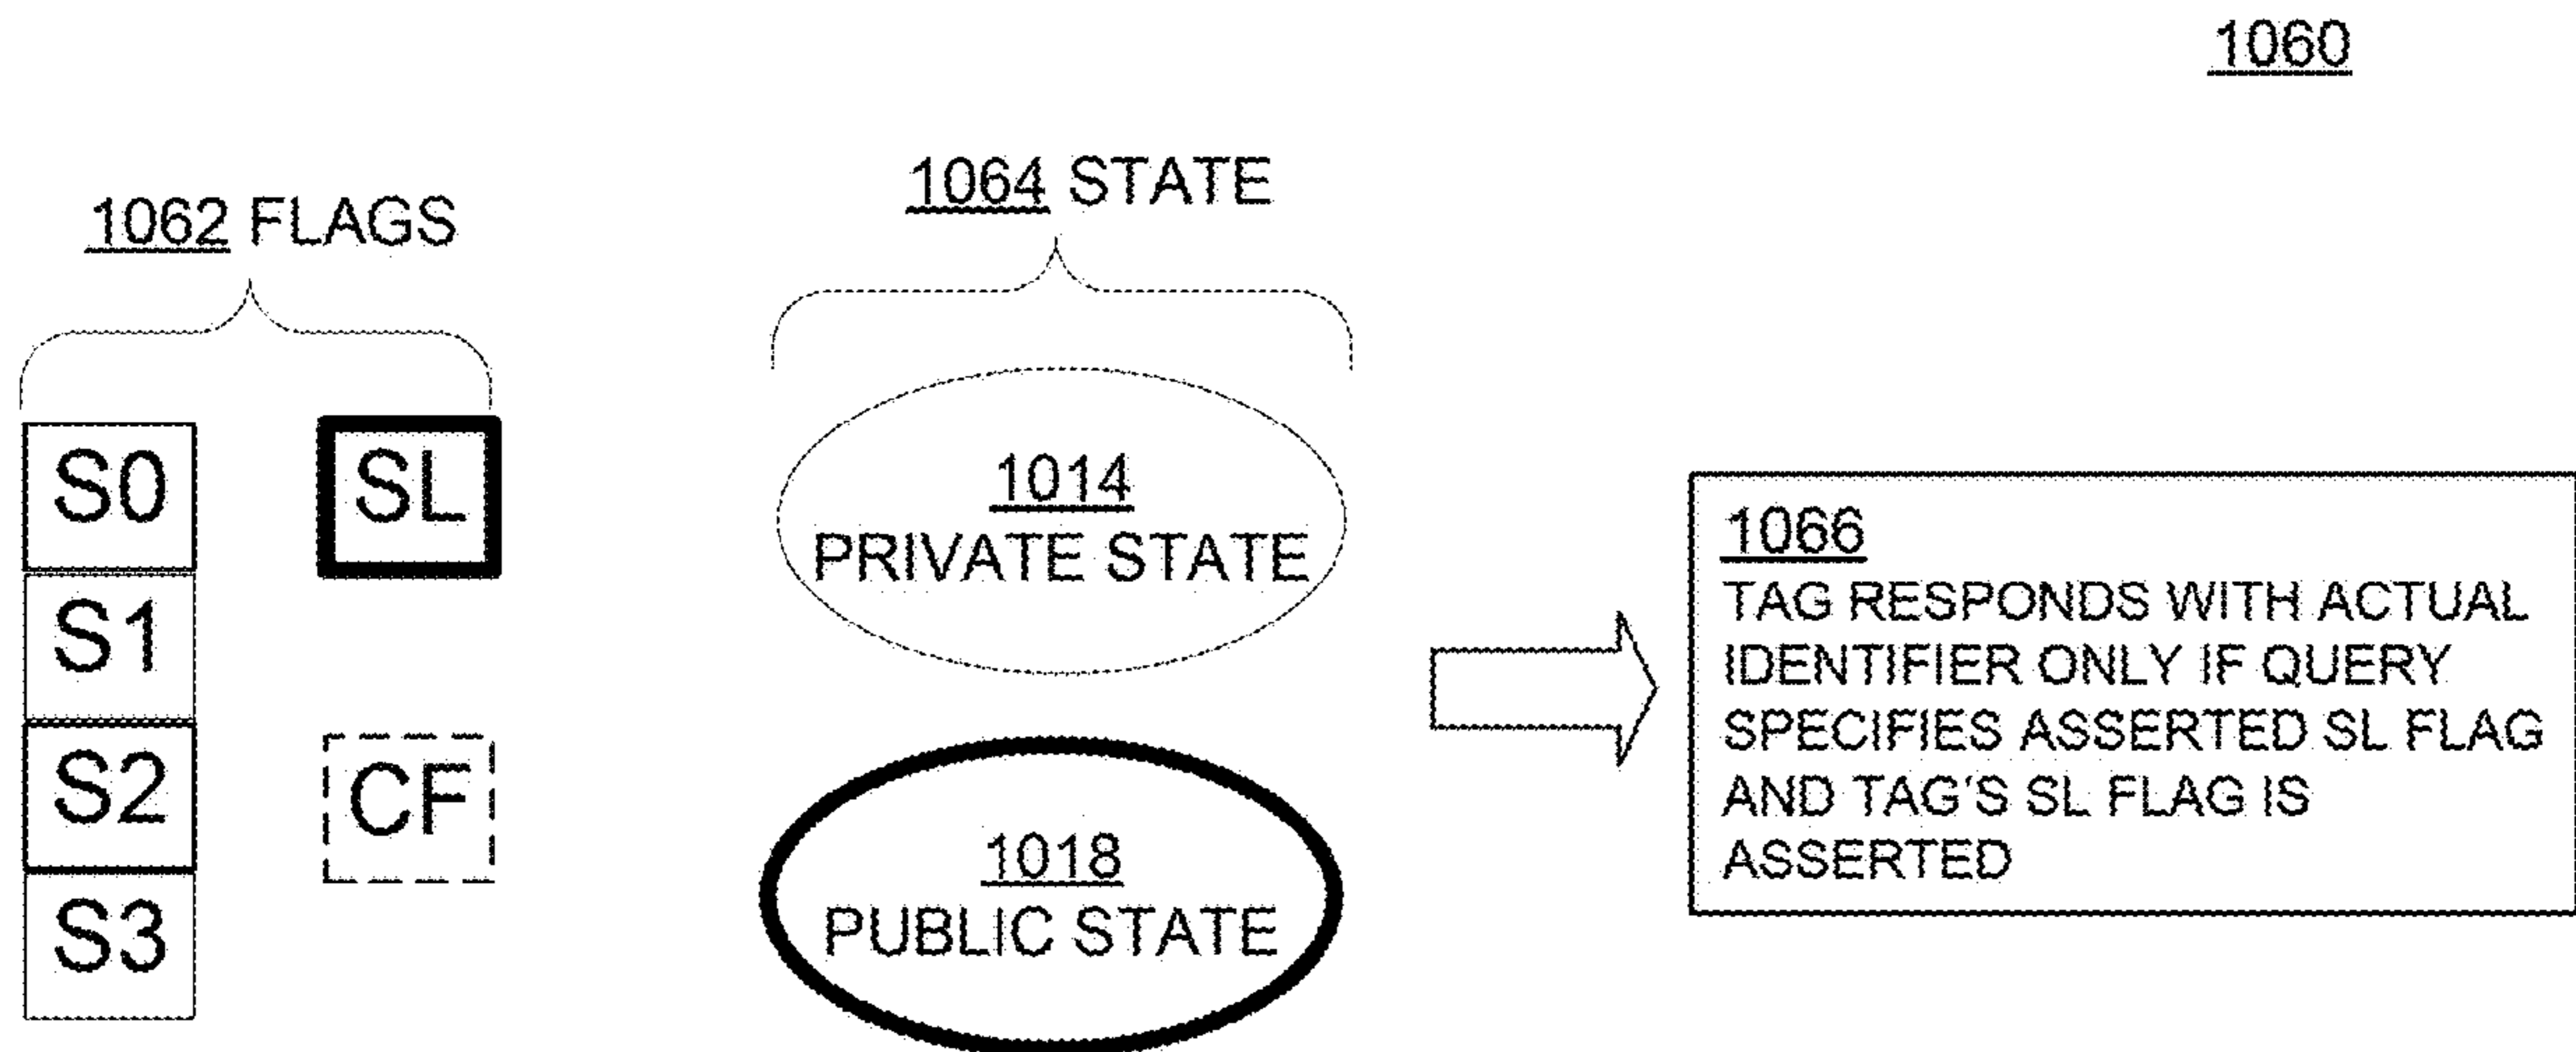 1060
1062 FLAGS
S0
S1
S2
S3
SL
CF
1064 STATE
1014
PRIVATE STATE
1018
PUBLIC STATE
1066
TAG RESPONDS WITH ACTUAL
IDENTIFIER ONLY IF QUERY
SPECIFIES ASSERTED SL FLAG
AND TAG'S SL FLAG IS
ASSERTED